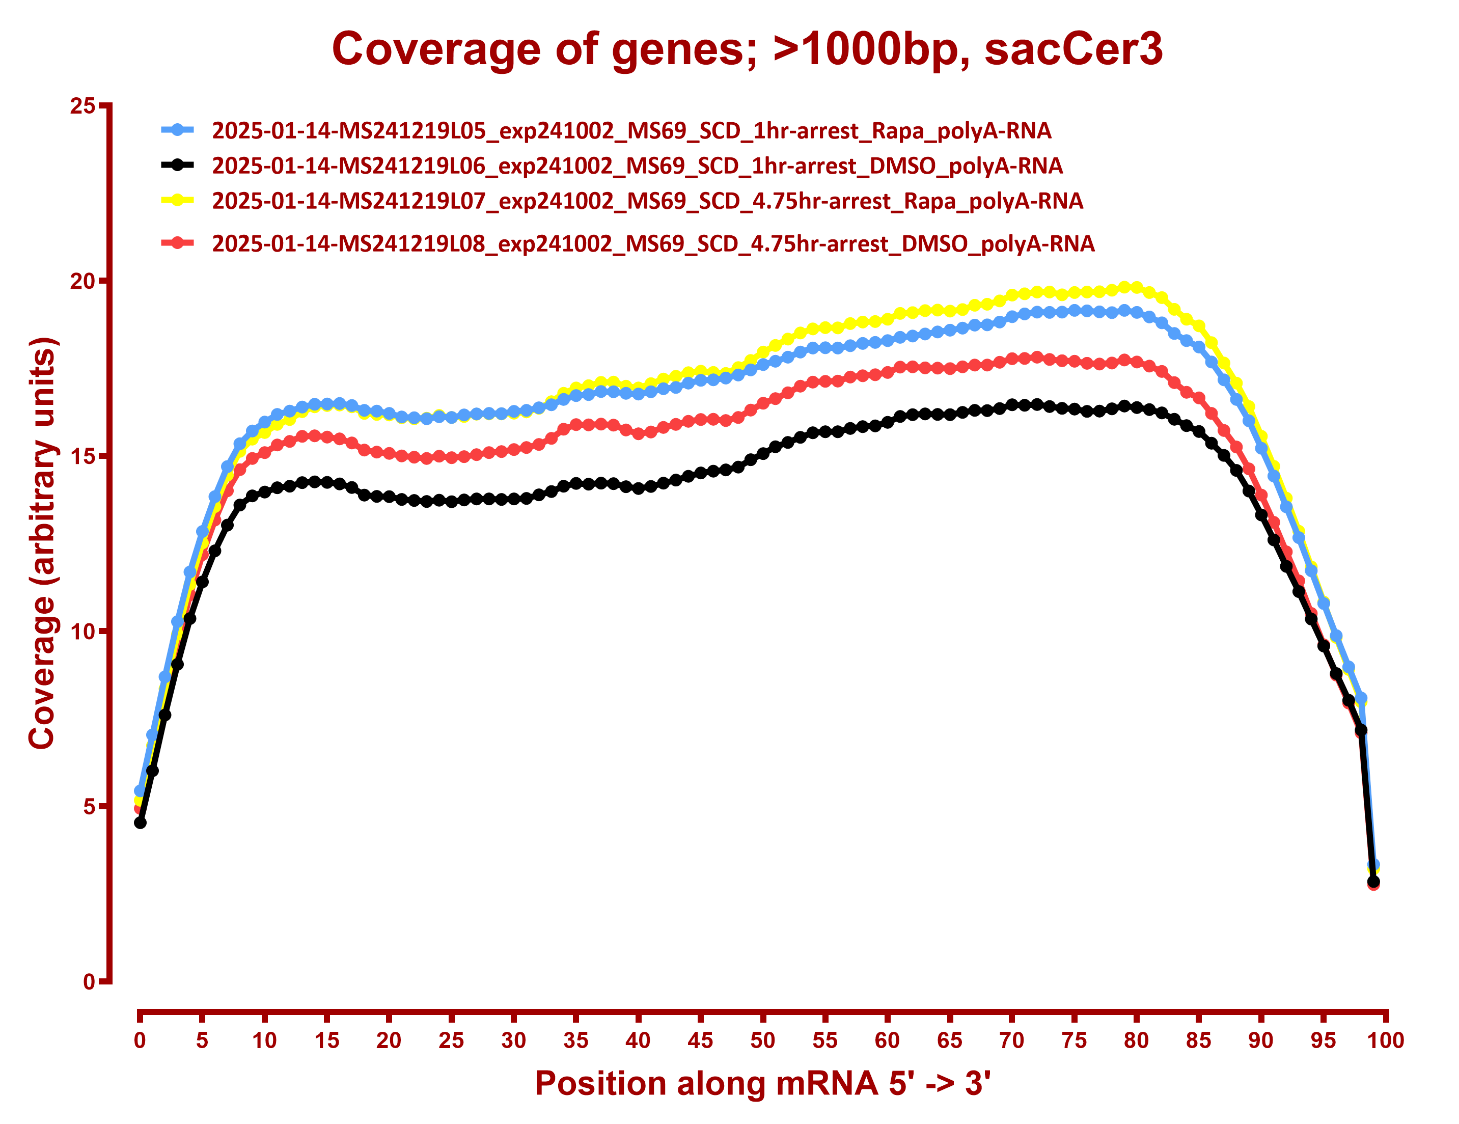 Coverage of genes; >1000bp, sacCer3
25
2025-01-14-MS241219L05_exp241002_MS69_SCD_1hr-arrest_Rapa_polyA-RNA
2025-01-14-MS241219L06_exp241002_MS69_SCD_1hr-arrest_DMSO_polyA-RNA
2025-01-14-MS241219L07_exp241002_MS69_SCD_4.75hr-arrest_Rapa_polyA-RNA
2025-01-14-MS241219L08_exp241002_MS69_SCD_4.75hr-arrest_DMSO_polyA-RNA
20
15
10
5
0
Coverage (arbitrary units)
0 5 10 15 20 25 30 35 40 45 50 55 60 65 70 75 80 85 90 95 100
Position along mRNA 5' -> 3'